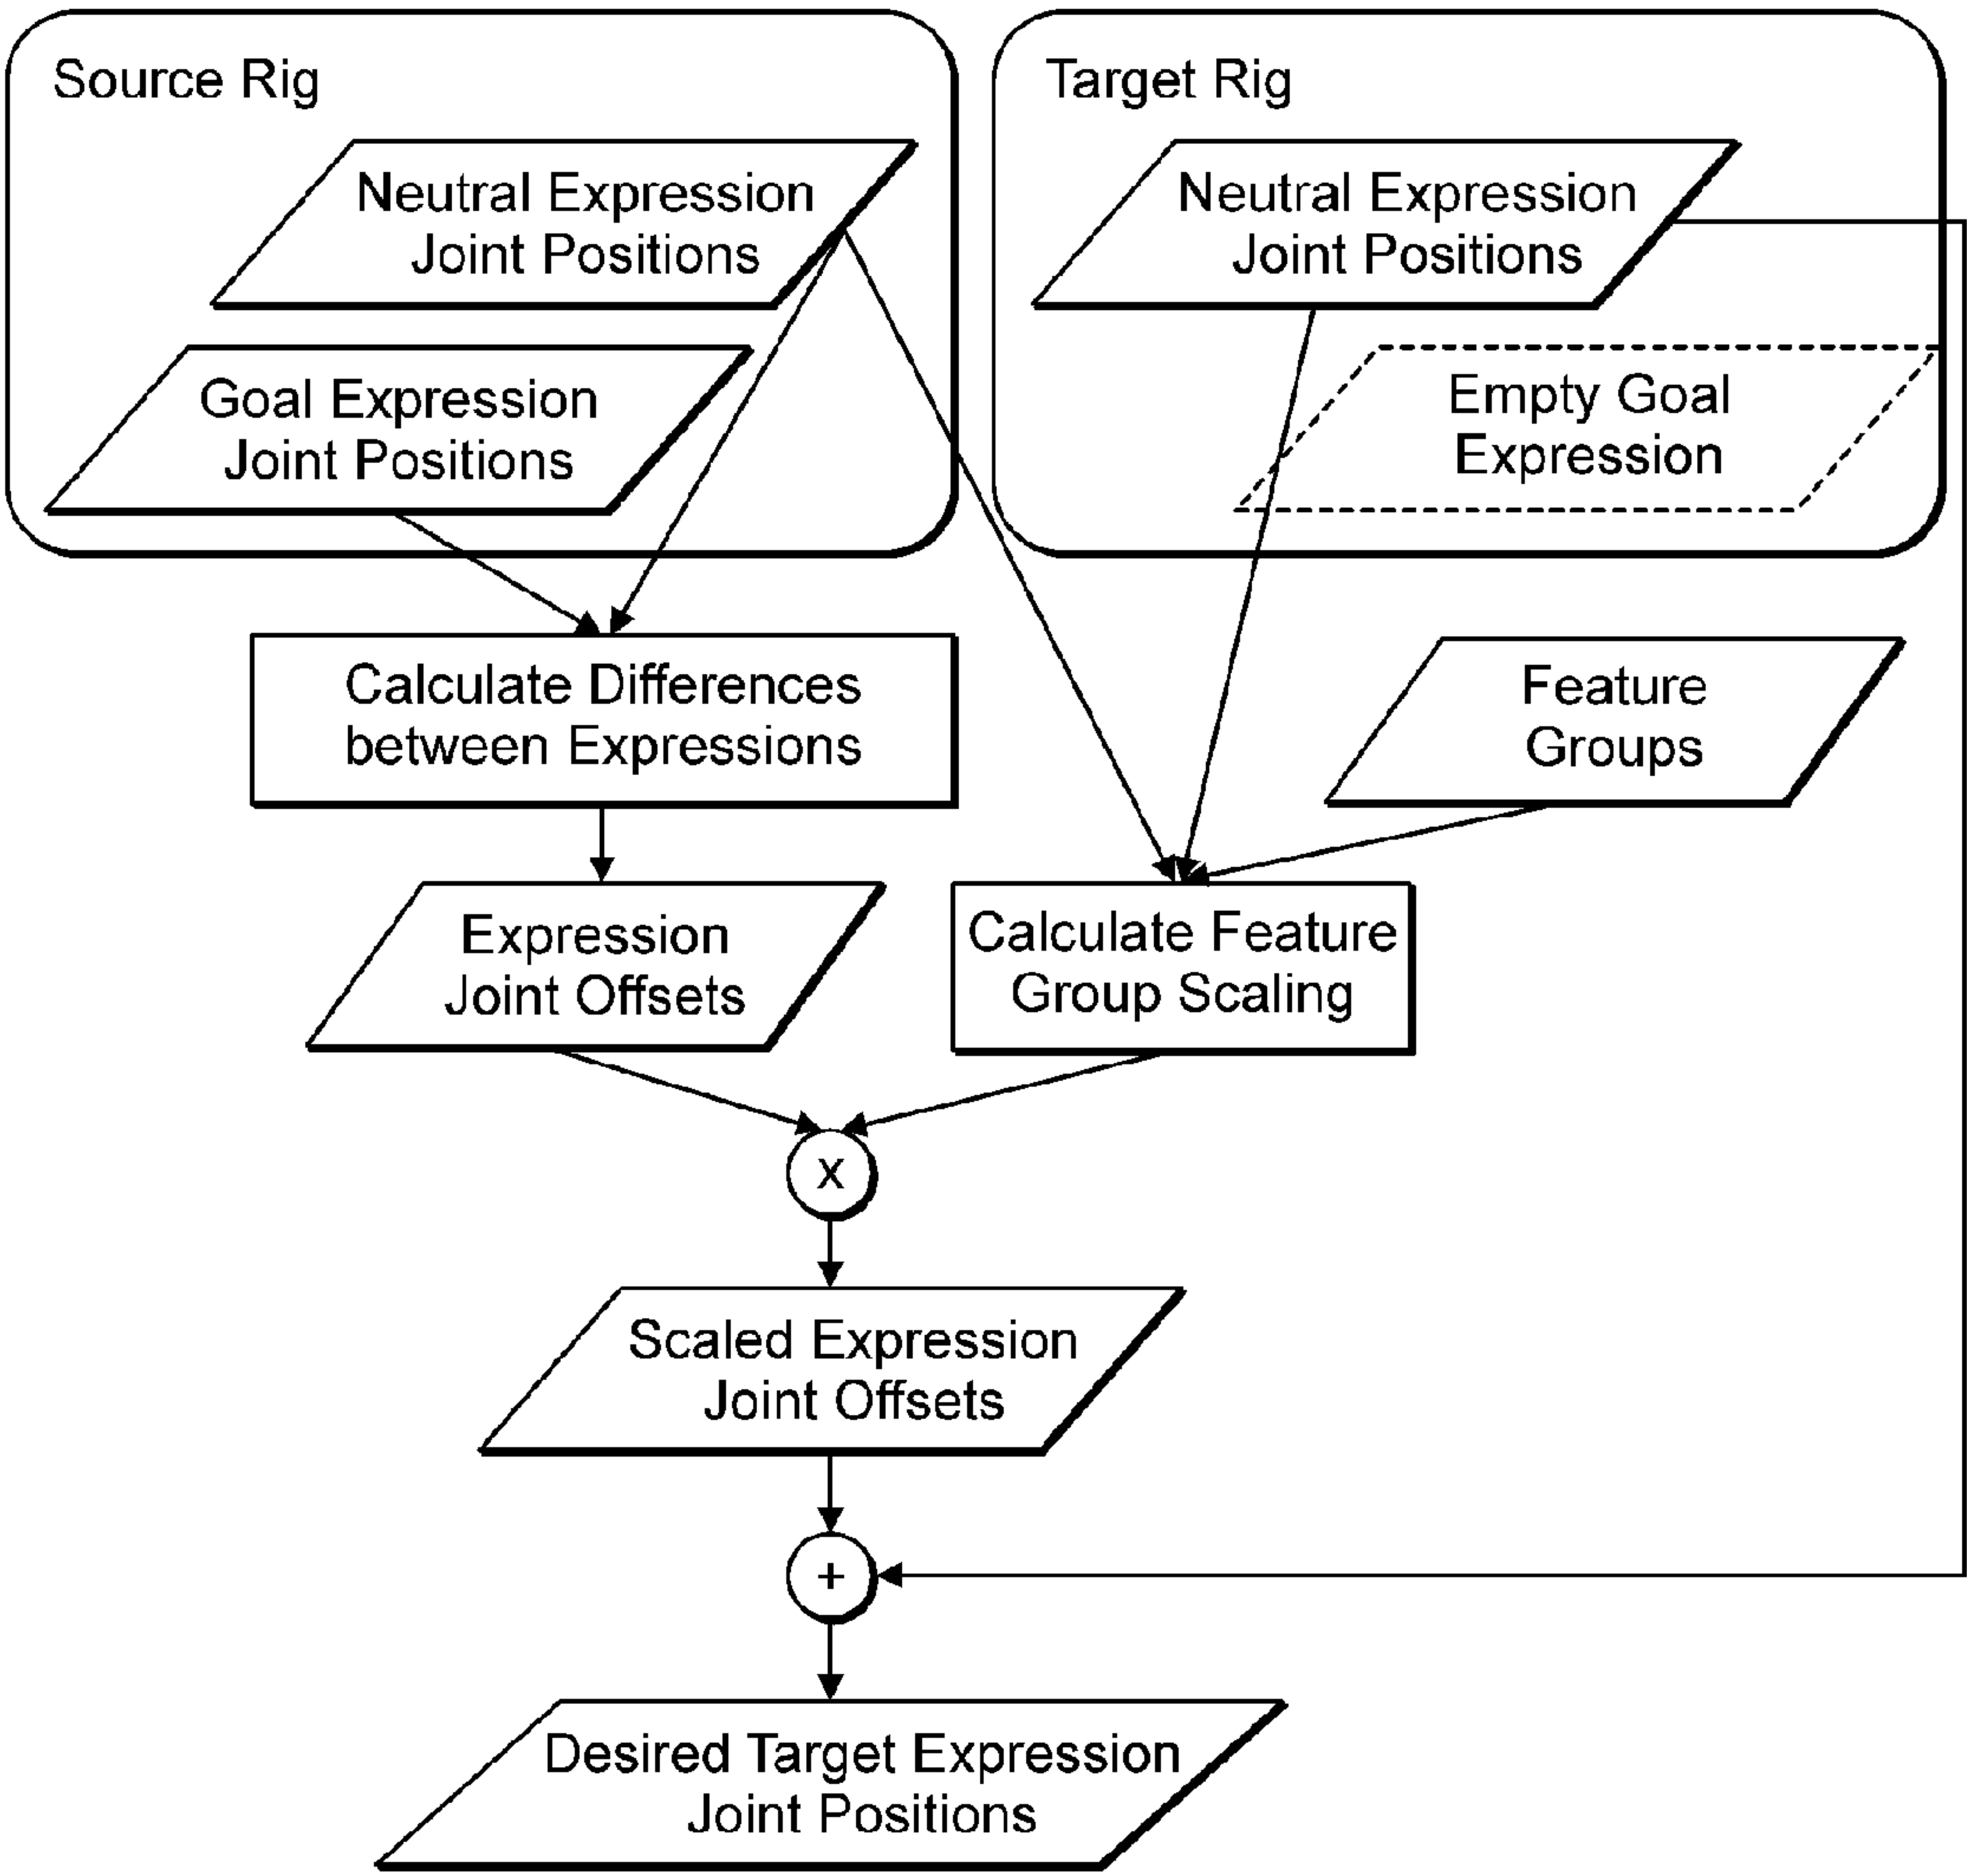 Source Rig
Neutral Expression
Joint Positions
Goal Expression
Joint Positions
Target Rig
Neutral Expression
Joint Positions
Empty Goal
Expression
Calculate Differences
between Expressions
Feature
Groups
Expression
Joint Offsets
Calculate Feature
Group Scaling
x
Scaled Expression
Joint Offsets
+
Desired Target Expression
Joint Positions